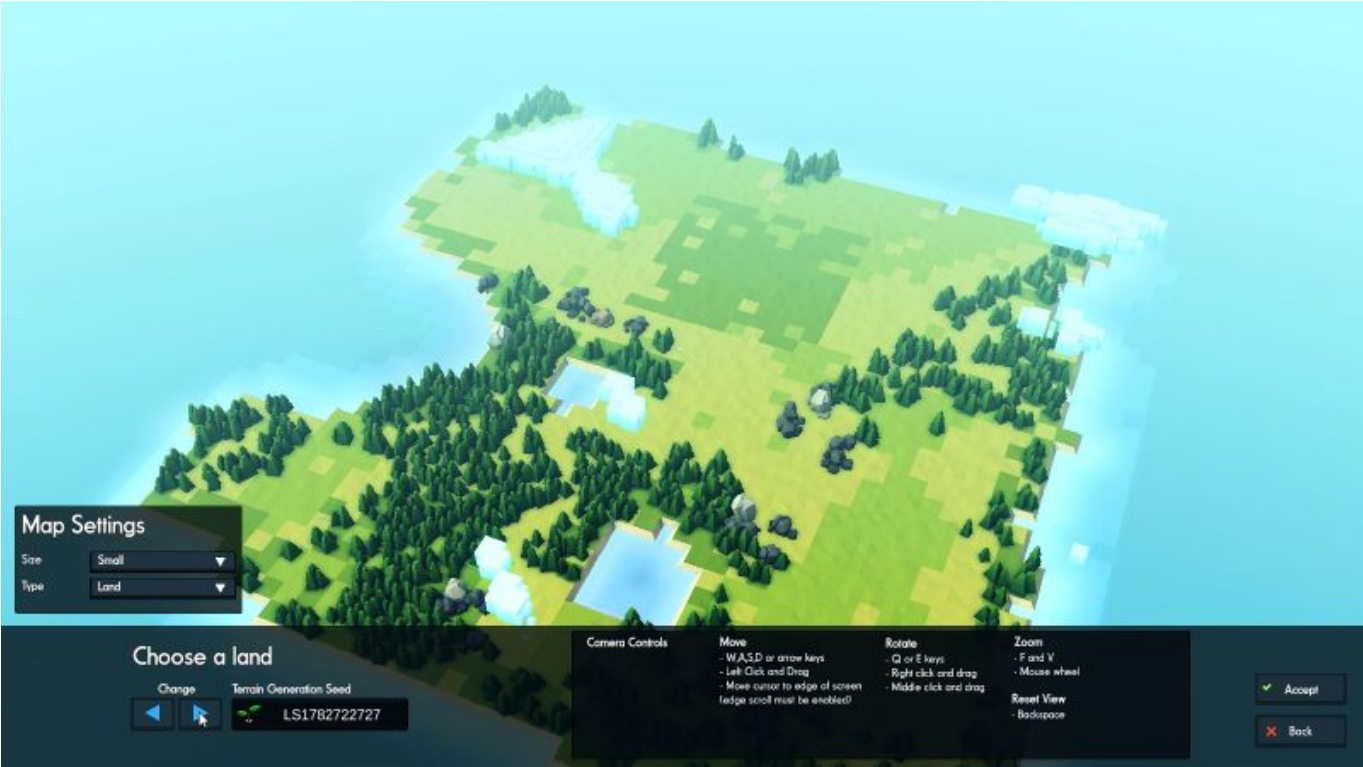 Map Settings
Size Small
Type Land
Choose a land
Change
Terrain Generation Seed
LS1782722727
Camera Controls
Move
- W,A,S,D or arrow keys
- Left Click and Drag
- Move cursor to edge of screen
(edge scroll must be enabled)
Rotate
- Q or E keys
- Right click and drag
- Middle click and drag
Zoom
- F and V
- Mouse wheel
Reset View
- Backspace
Accept
Back